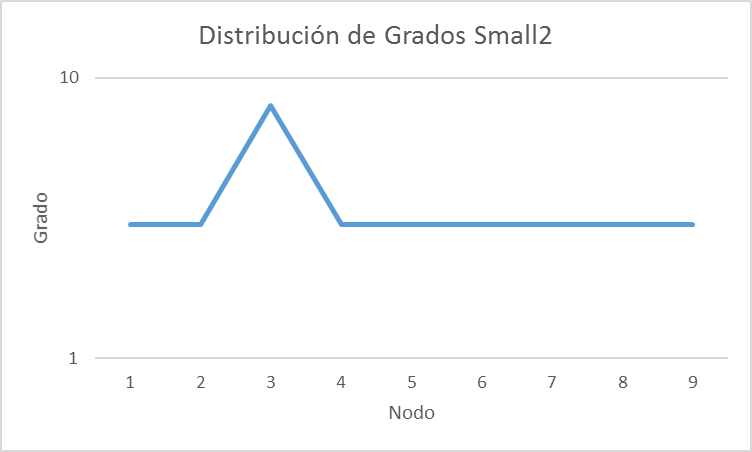 Distribución de Grados Small2
10
Grado
1
1 2 3 4 5 6 7 8 9
Nodo